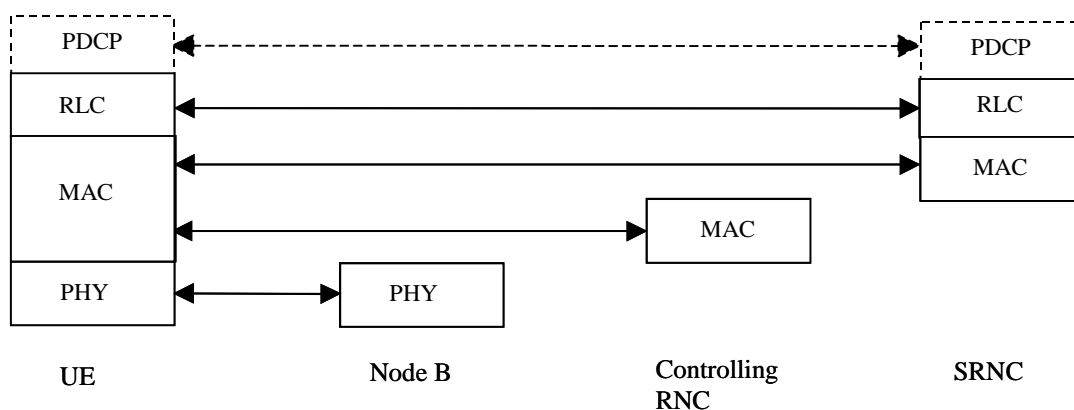 PDCP
PDCP
RLC
RLC
MAC
MAC
MAC
PHY
PHY
UE
Node B
Controlling
RNC
SRNC